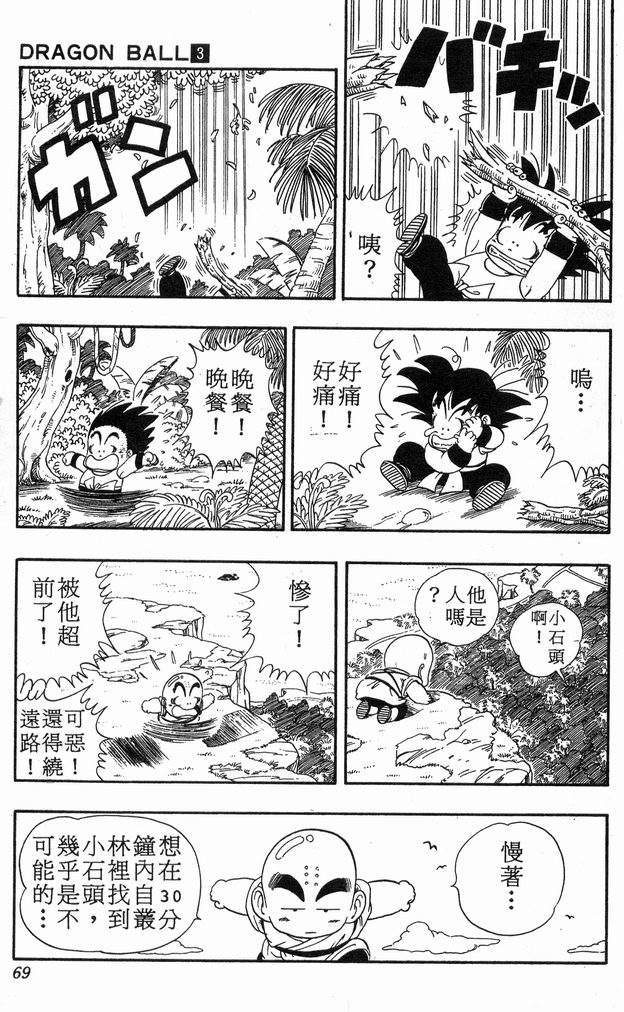 DRAGON BALL 3
バキッ
咦？
ガン
嗚…
好痛！
好痛！
晚餐！
晚餐！
小石頭
啊！
他是
人嗎
？
慘了！
被他超
前了！
可惡！
還得繞
遠路！
慢著…
想在30分
鐘內自叢
林裡找到
小石頭，
幾乎是不
可能的…
69